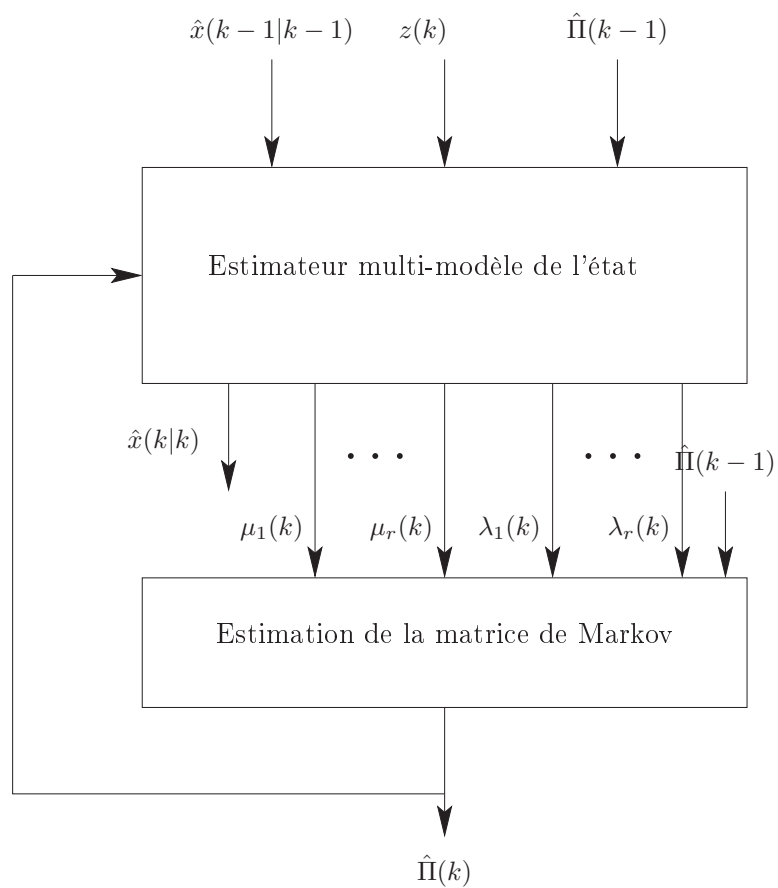 x̂(k − 1|k − 1) z(k) Π̂(k − 1)
Estimateur multi-modèle de l'état
x̂(k|k) · · · · · · Π̂(k − 1)
μ₁(k) μᵣ(k) λ₁(k) λᵣ(k)
Estimation de la matrice de Markov
Π̂(k)